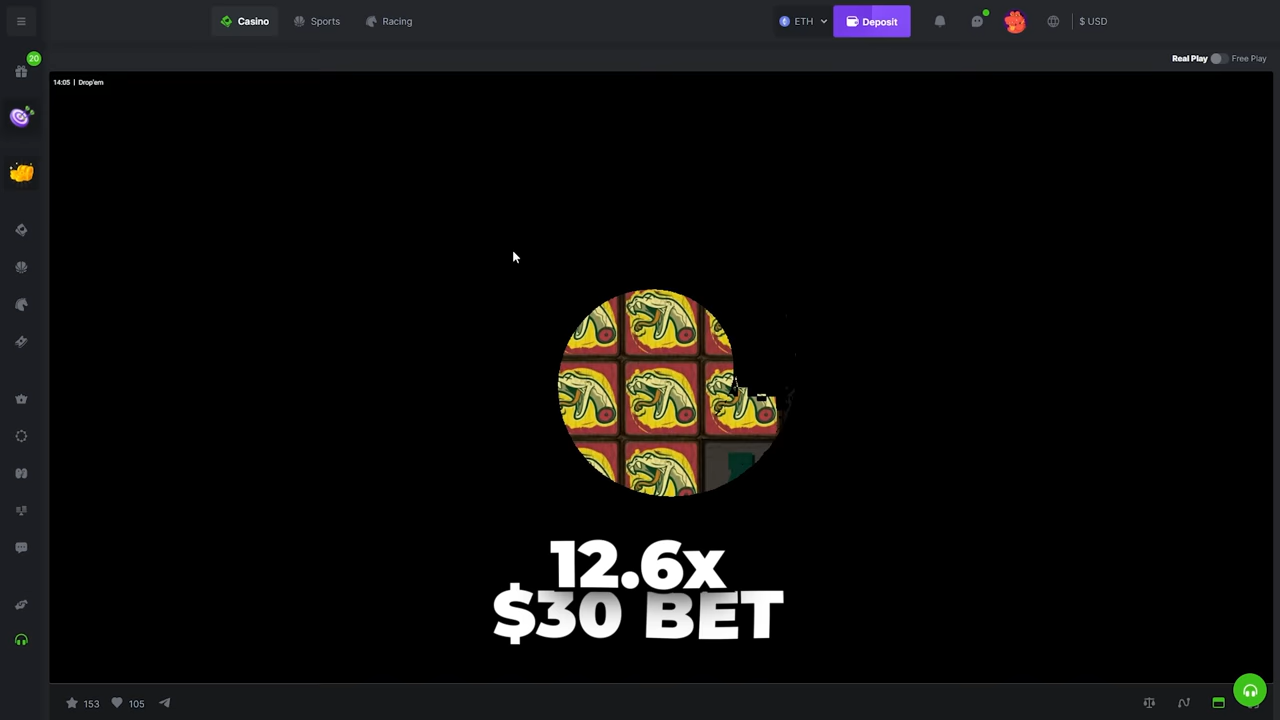 Casino
Sports
Racing
ETH
Deposit
$ USD
20
Real Play
Free Play
14:05 | Drop'em
12.6x
$30 BET
153
105